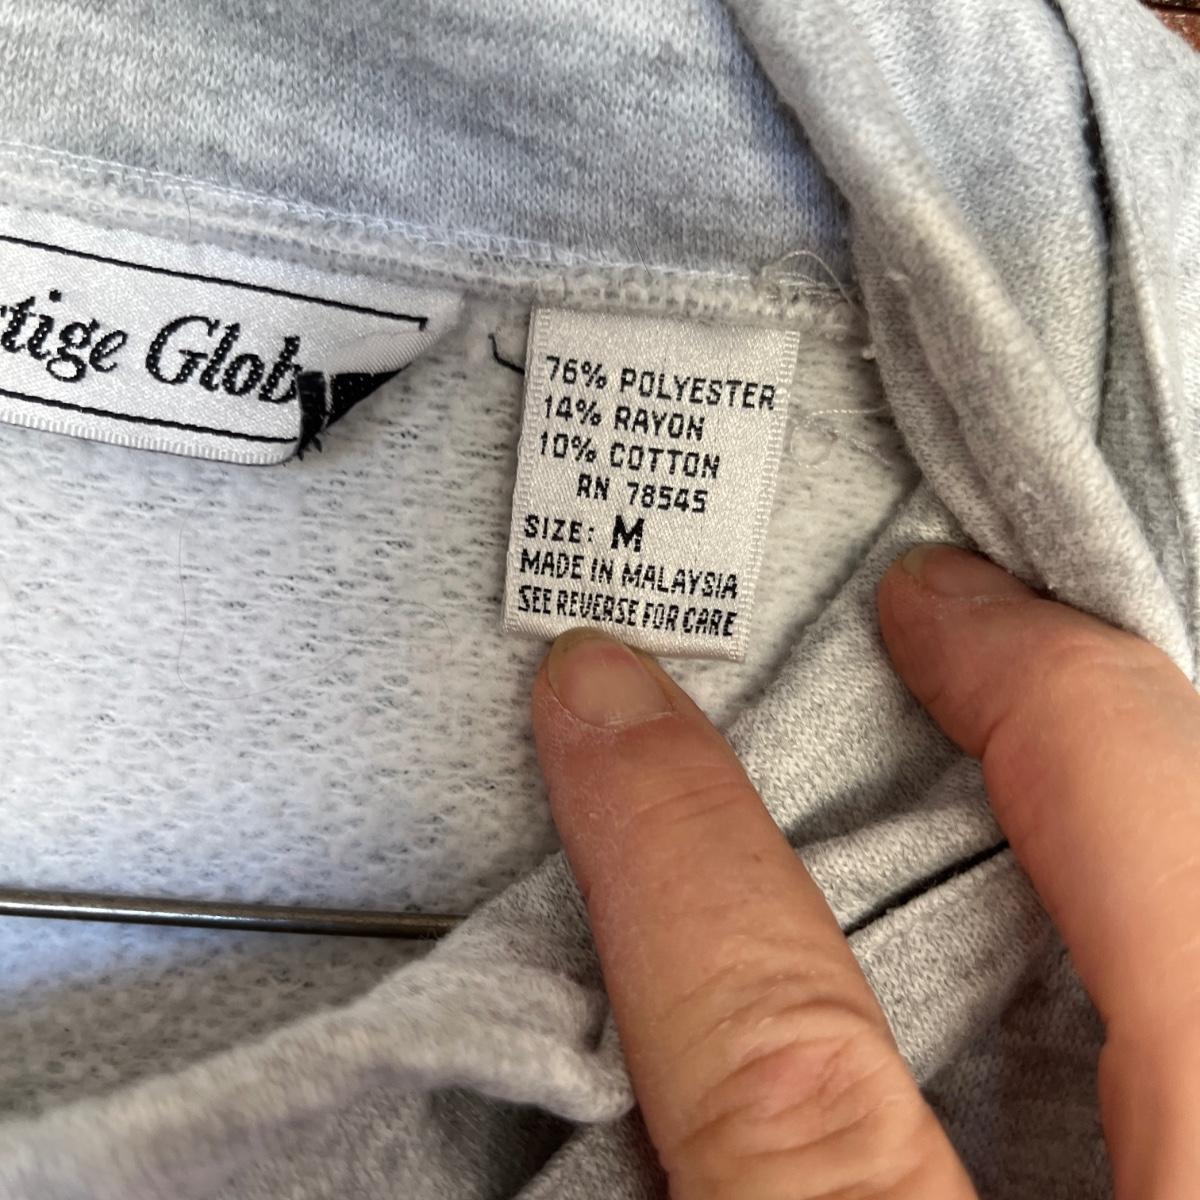 tige Glob
76% POLYESTER
14% RAYON
10% COTTON
RN 78545
SIZE: M
MADE IN MALAYSIA
SEE REVERSE FOR CARE